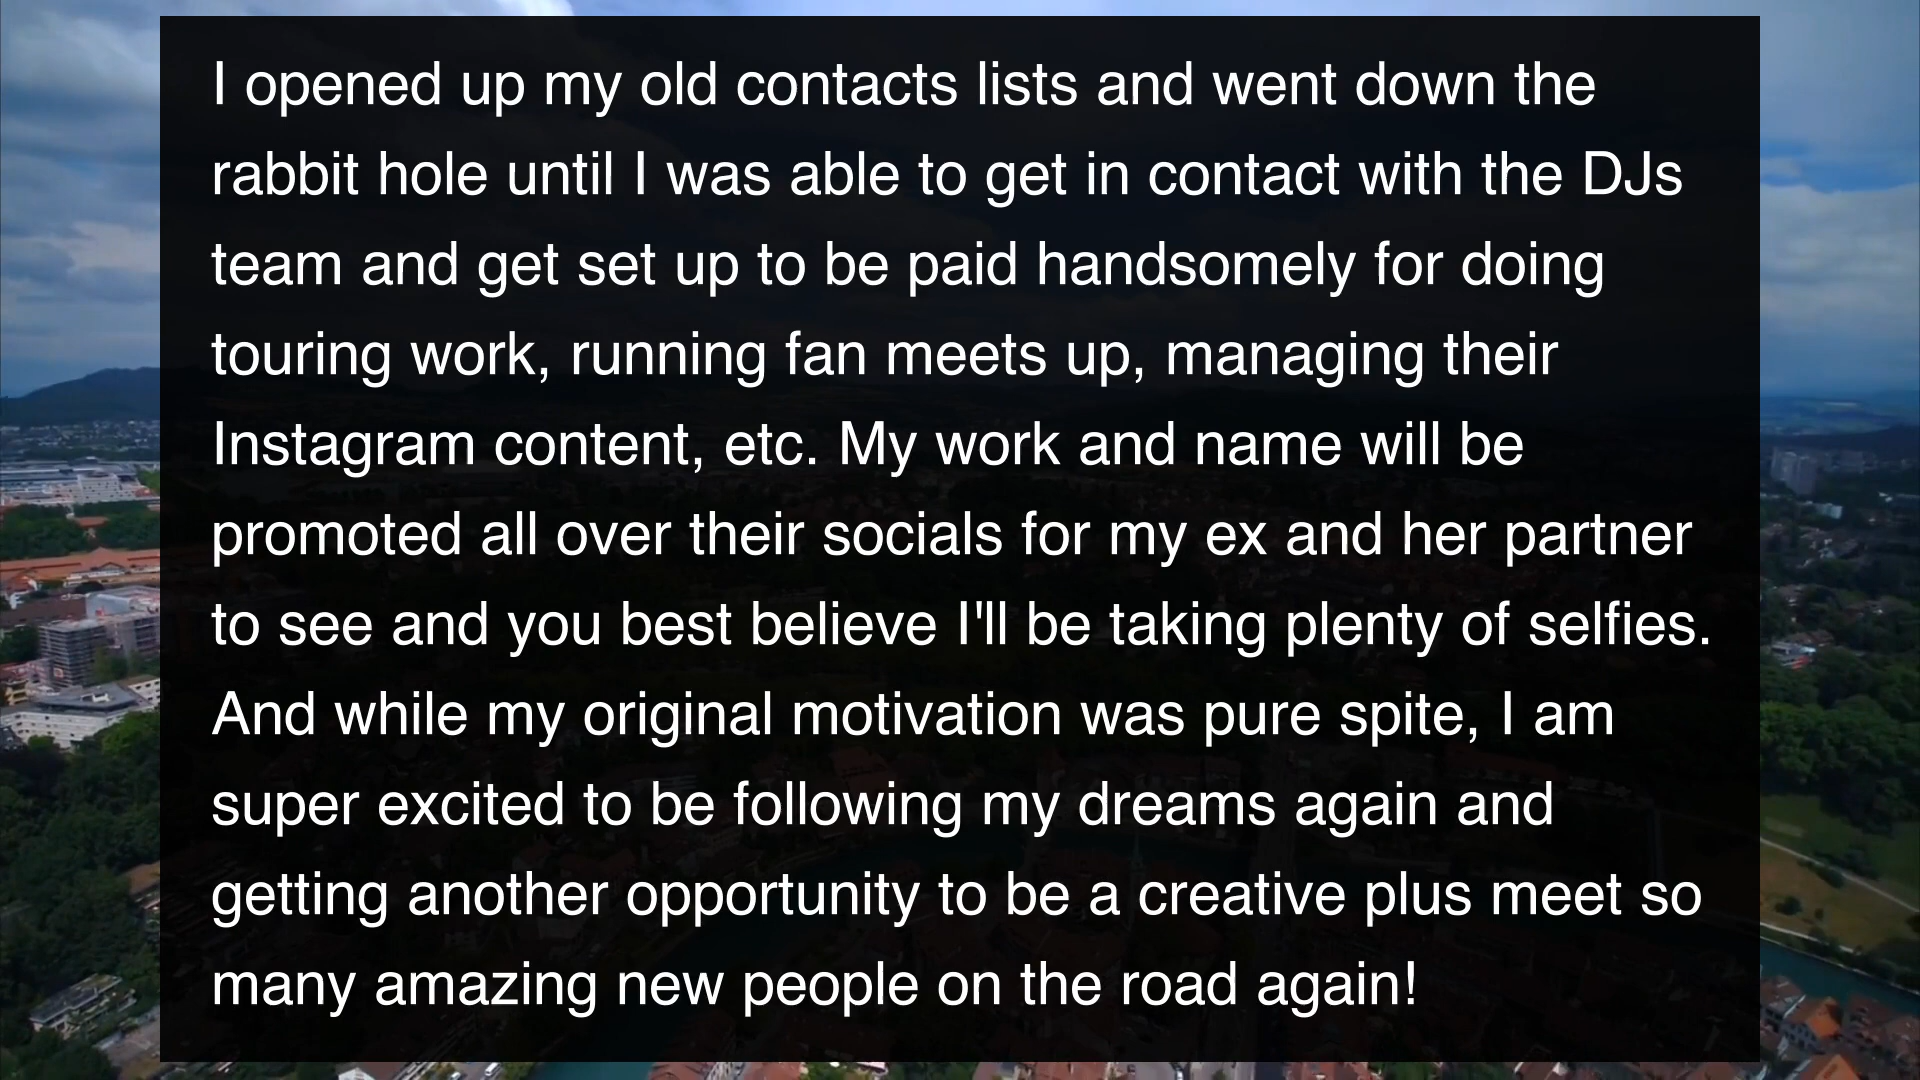 I opened up my old contacts lists and went down the
rabbit hole until I was able to get in contact with the DJs
team and get set up to be paid handsomely for doing
touring work, running fan meets up, managing their
Instagram content, etc. My work and name will be
promoted all over their socials for my ex and her partner
to see and you best believe I'll be taking plenty of selfies.
And while my original motivation was pure spite, I am
super excited to be following my dreams again and
getting another opportunity to be a creative plus meet so
many amazing new people on the road again!